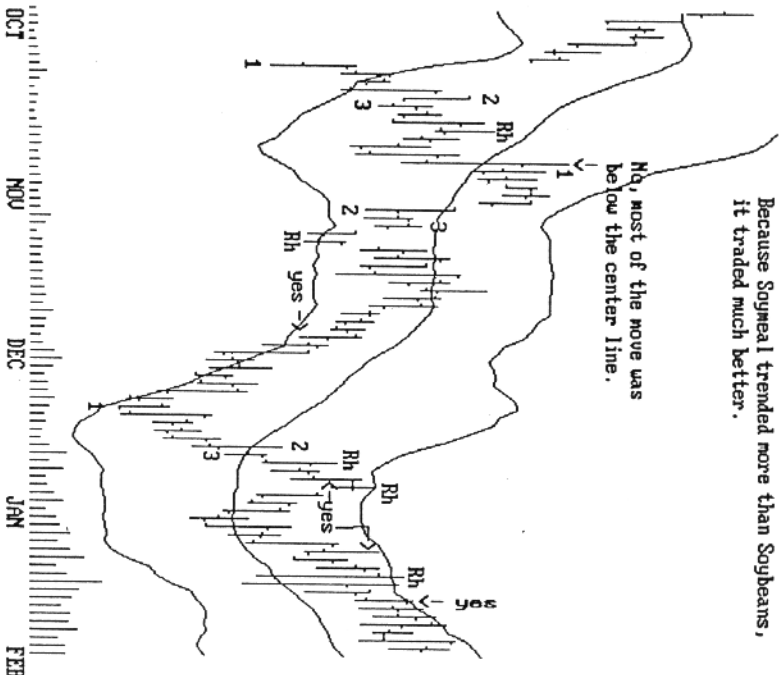 Because Soymeal trended more than Soybeans,
it traded much better.
No, most of the move was
below the center line.
1
Rh
2
yes
3
Rh
Rh
3
2
Rh
yes
2
yes
Rh
1
3
1
OCT NOV DEC JAN FEB